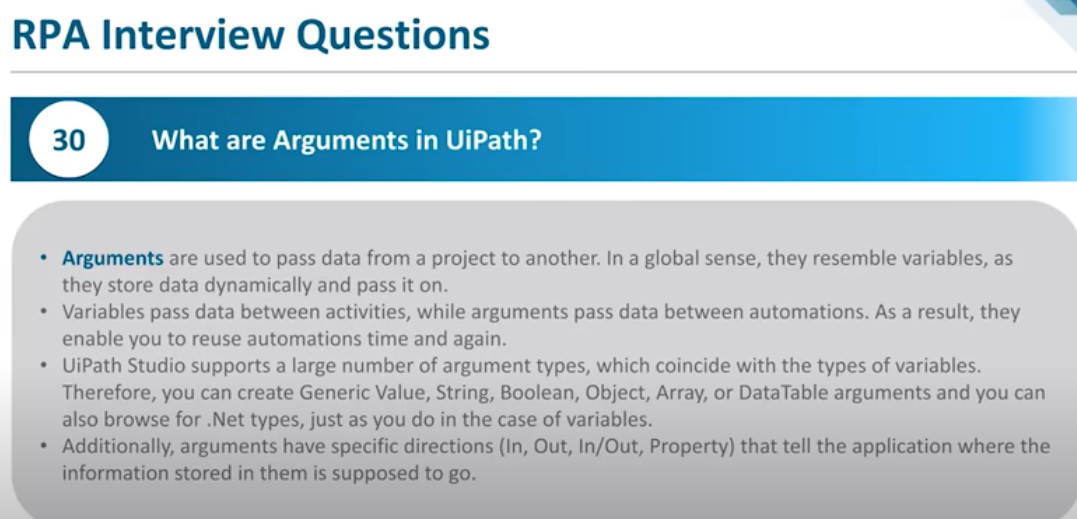 RPA Interview Questions
30
What are Arguments in UiPath?
• Arguments are used to pass data from a project to another. In a global sense, they resemble variables, as
they store data dynamically and pass it on.
• Variables pass data between activities, while arguments pass data between automations. As a result, they
enable you to reuse automations time and again.
• UiPath Studio supports a large number of argument types, which coincide with the types of variables.
Therefore, you can create Generic Value, String, Boolean, Object, Array, or DataTable arguments and you can
also browse for .Net types, just as you do in the case of variables.
• Additionally, arguments have specific directions (In, Out, In/Out, Property) that tell the application where the
information stored in them is supposed to go.